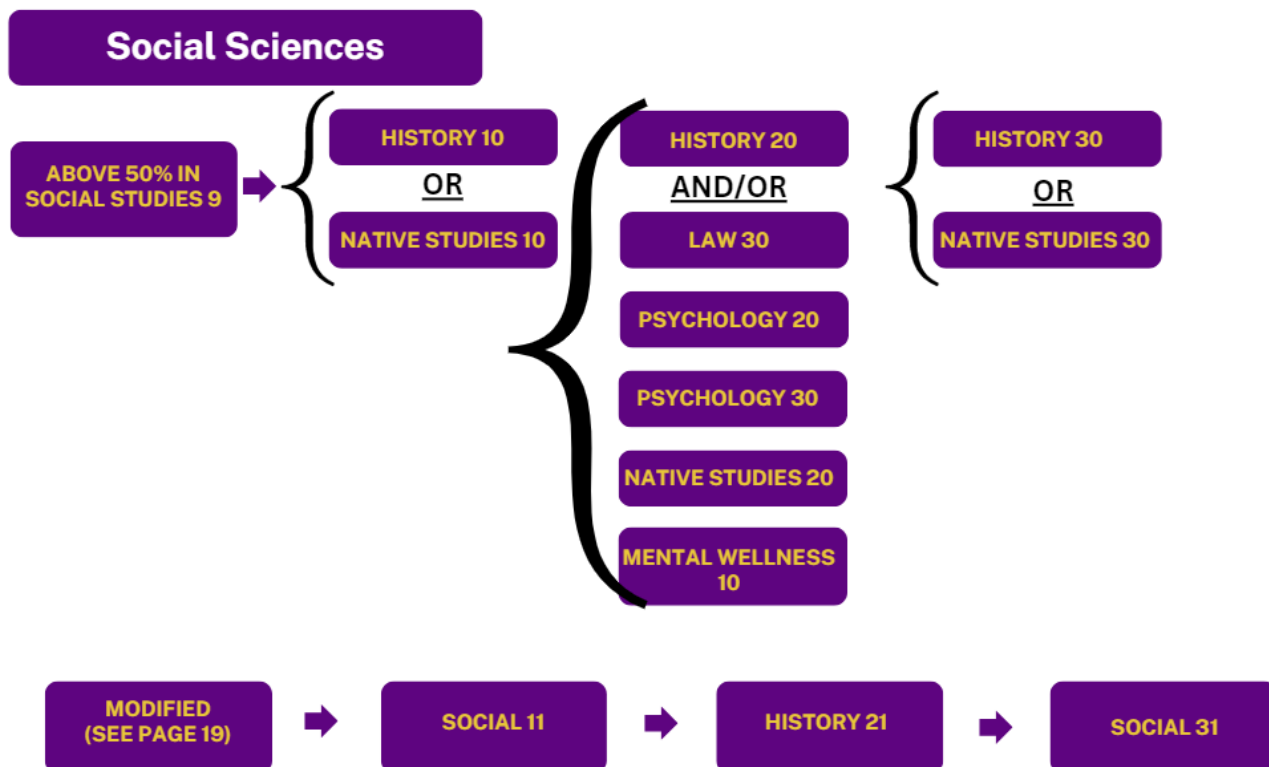 Social Sciences
ABOVE 50% IN
SOCIAL STUDIES 9
HISTORY 10
OR
NATIVE STUDIES 10
HISTORY 20
AND/OR
LAW 30
PSYCHOLOGY 20
PSYCHOLOGY 30
NATIVE STUDIES 20
MENTAL WELLNESS
10
HISTORY 30
OR
NATIVE STUDIES 30
MODIFIED
(SEE PAGE 19)
SOCIAL 11
HISTORY 21
SOCIAL 31